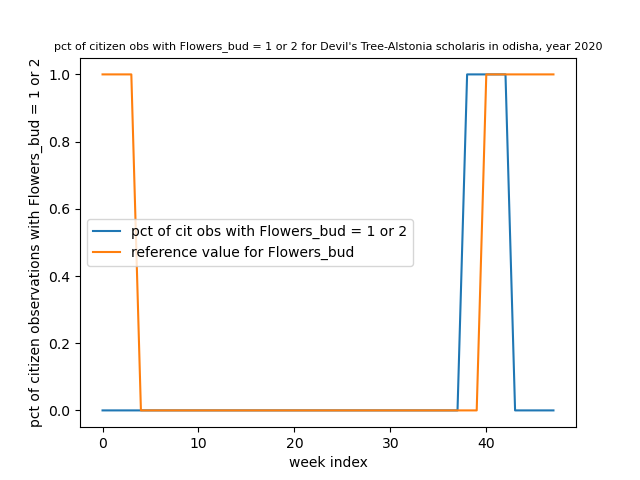 pct of citizen obs with Flowers_bud = 1 or 2 for Devil's Tree-Alstonia scholaris in odisha, year 2020
pct of citizen observations with Flowers_bud = 1 or 2
1.0
0.8
0.6
0.4
0.2
0.0
pct of cit obs with Flowers_bud = 1 or 2
reference value for Flowers_bud
0 10 20 30 40
week index